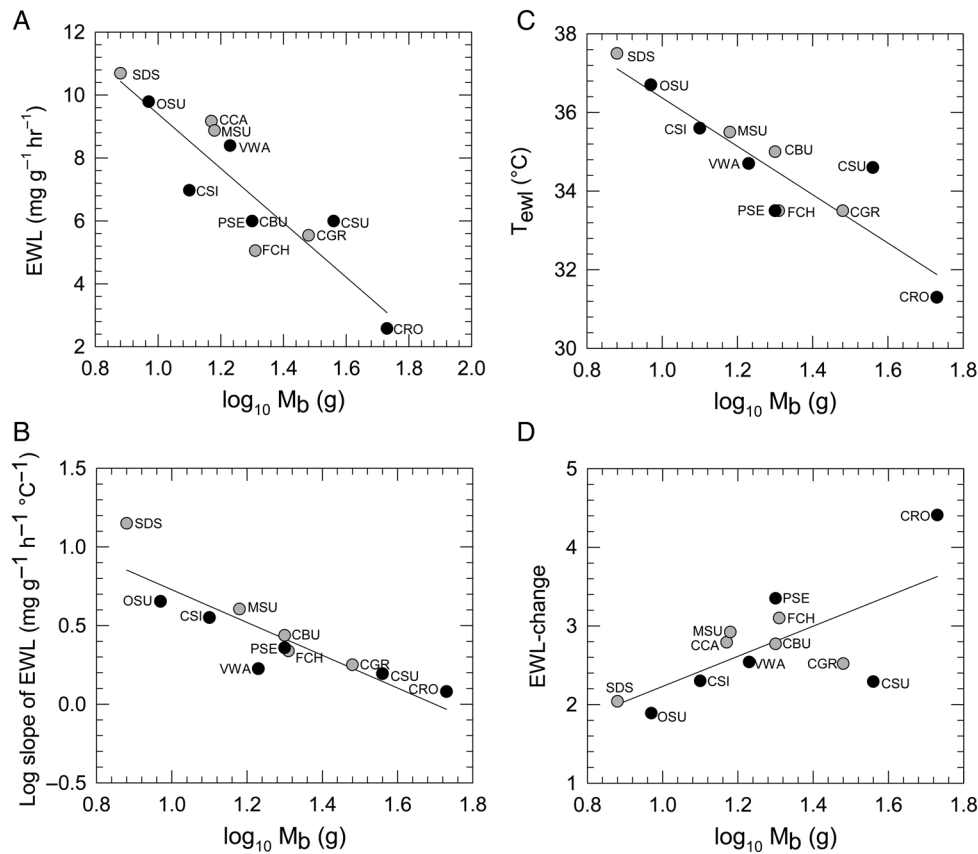 A
12
10
8
6
4
2
EWL (mg g⁻¹ hr⁻¹)
SDS
OSU
CCA
MSU
VWA
CSI
PSE
CBU
CSU
CGR
FCH
CRO
0.8 1.0 1.2 1.4 1.6 1.8 2.0
log₁₀ Mb (g)
C
38
36
34
32
30
Tewl (°C)
SDS
OSU
CSI
MSU
VWA
CBU
CSU
PSE
FCH
CGR
CRO
0.8 1.0 1.2 1.4 1.6 1.8
log₁₀ Mb (g)
B
1.5
1.0
0.5
0.0
−0.5
Log slope of EWL (mg g⁻¹ h⁻¹ °C⁻¹)
SDS
OSU
CSI
MSU
CBU
PSE
FCH
VWA
CGR
CSU
CRO
0.8 1.0 1.2 1.4 1.6 1.8
log₁₀ Mb (g)
D
5
4
3
2
1
EWL-change
CRO
PSE
FCH
MSU
CCA
CBU
VWA
CGR
CSI
CSU
SDS
OSU
0.8 1.0 1.2 1.4 1.6 1.8
log₁₀ Mb (g)